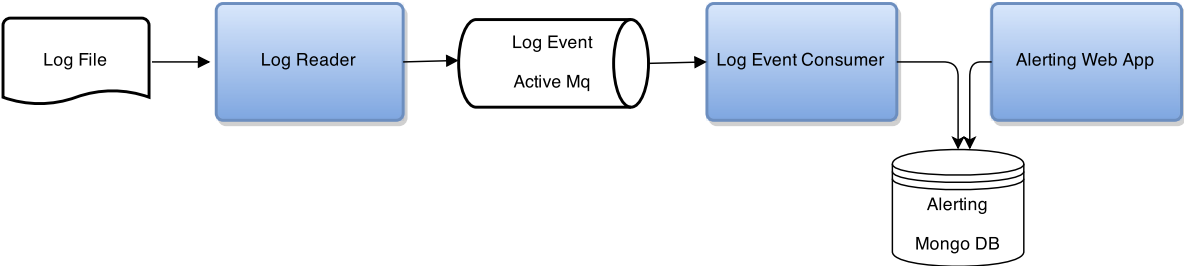 Log File
Log Reader
Log Event
Active Mq
Log Event Consumer
Alerting Web App
Alerting
Mongo DB